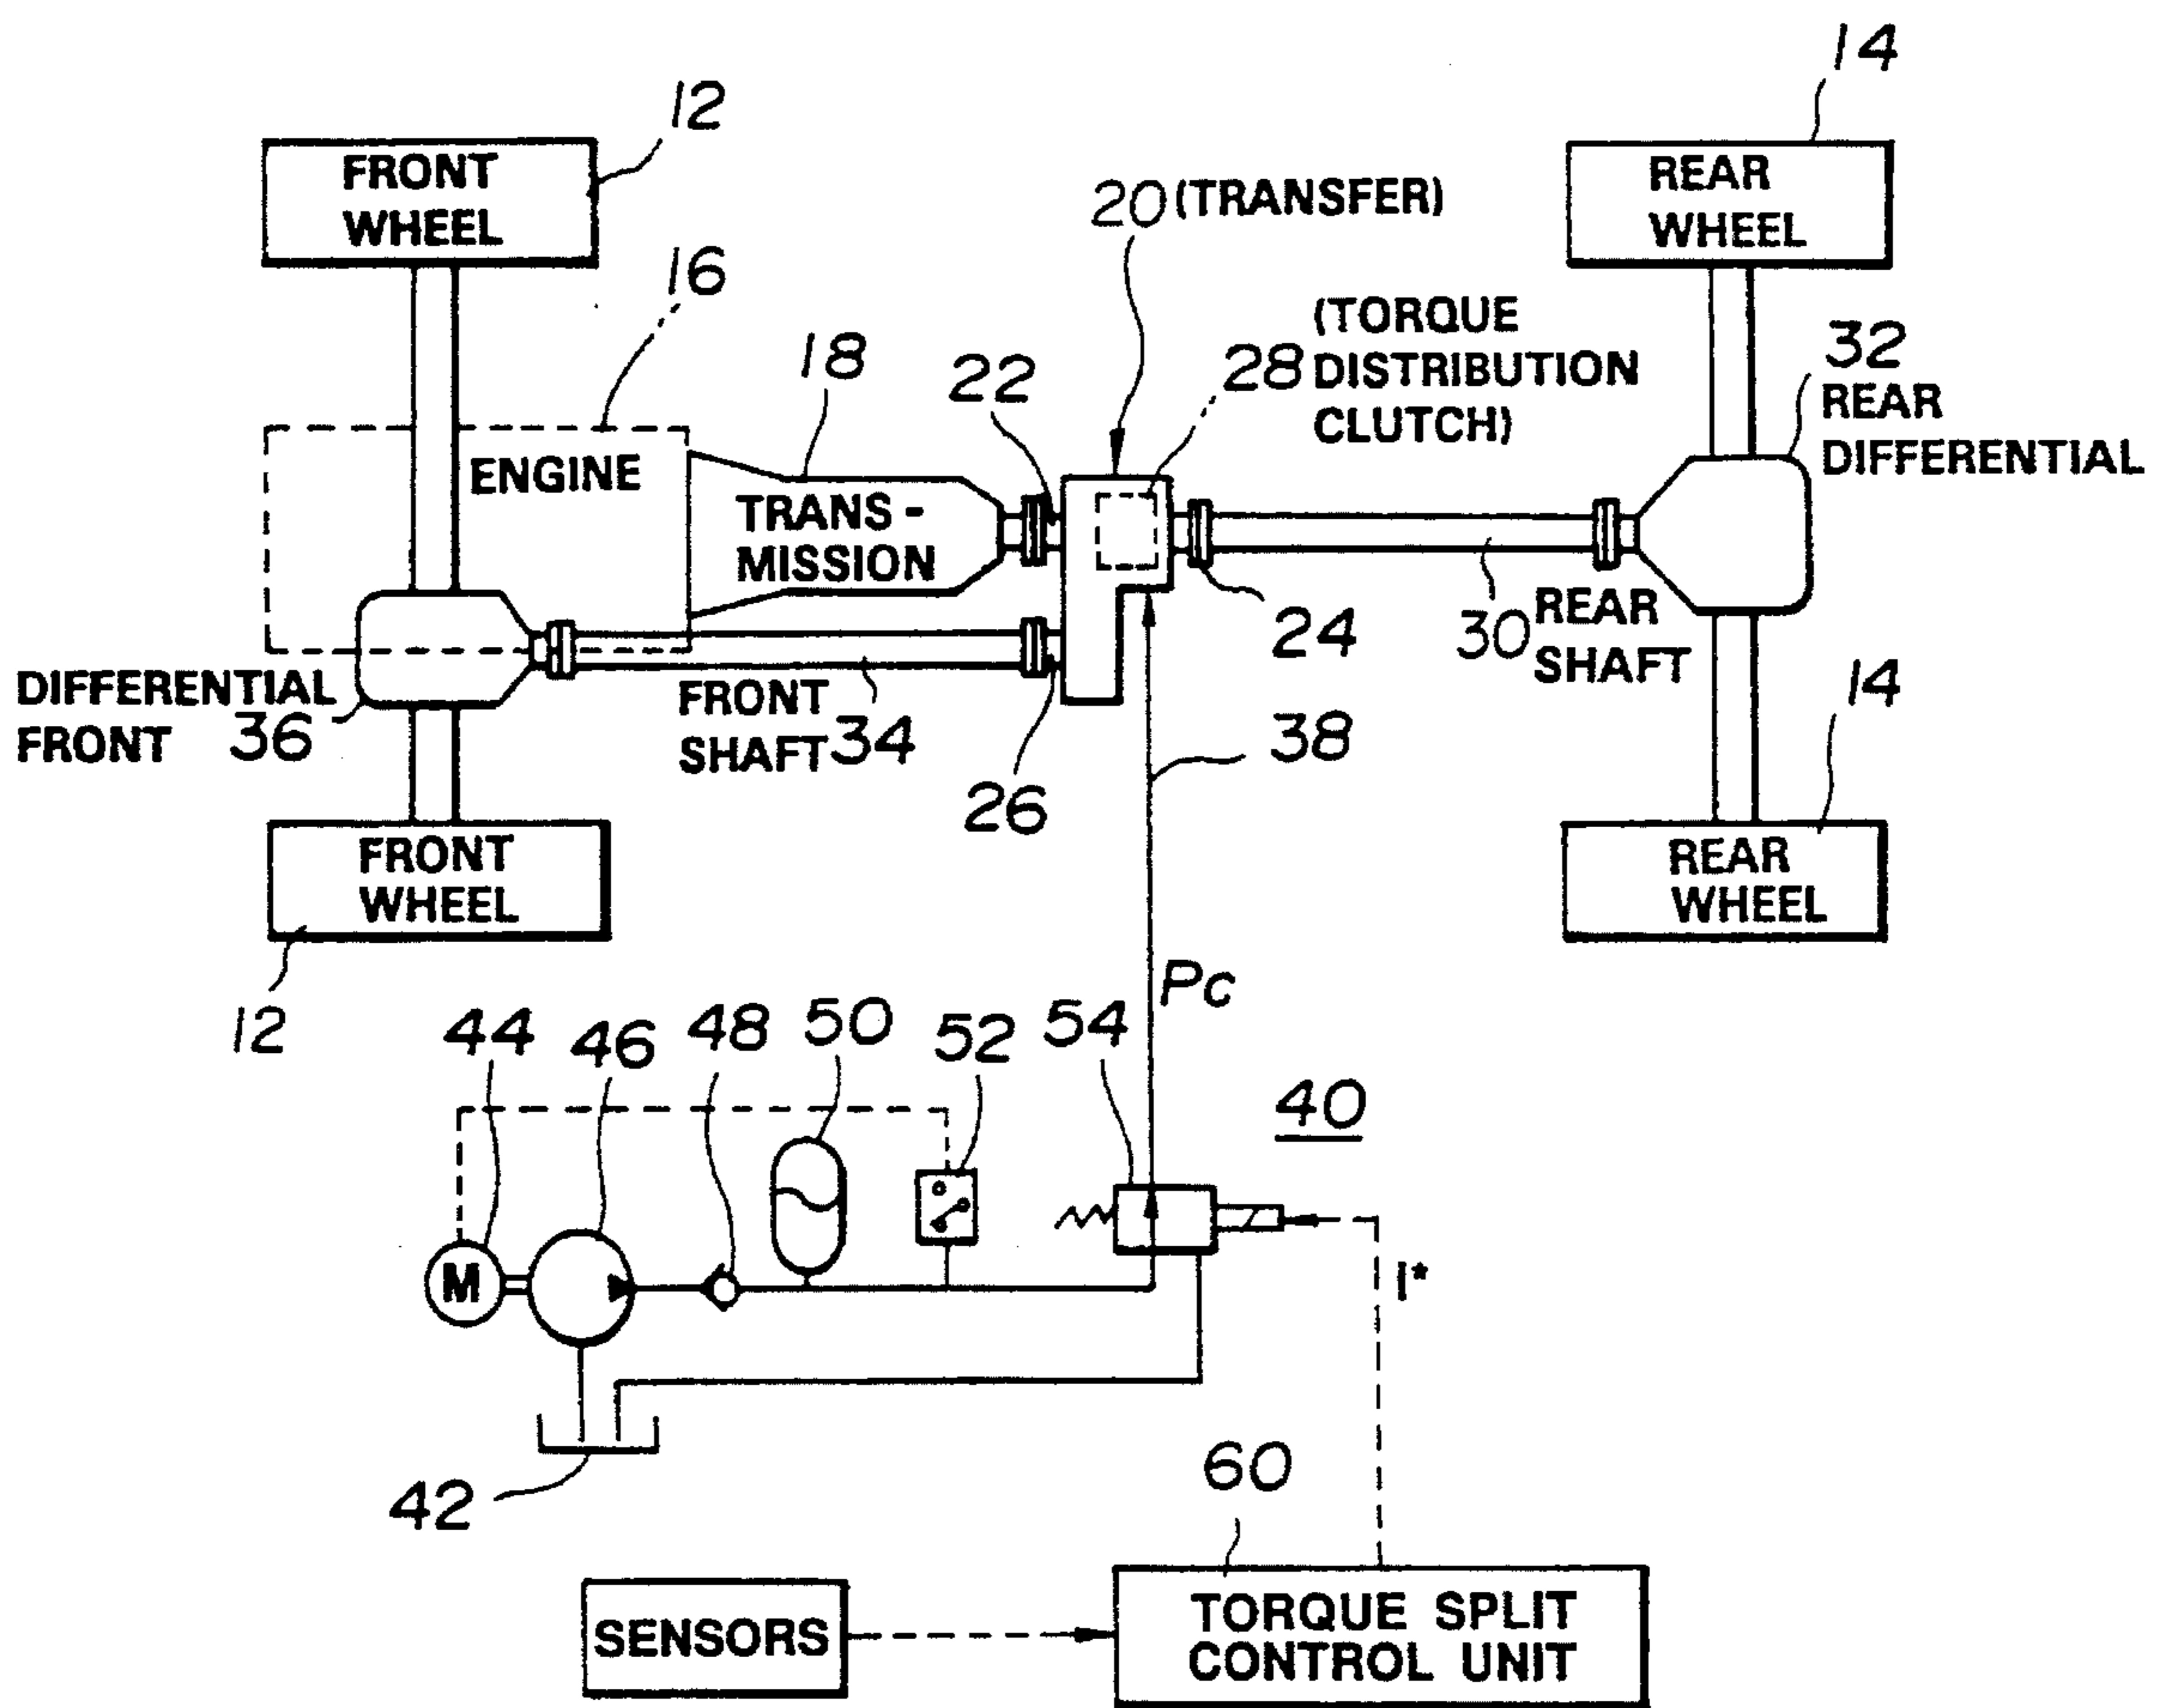 14
12
FRONT
WHEEL
20 (TRANSFER)
REAR
WHEEL
16
(TORQUE
28 DISTRIBUTION
CLUTCH)
18
22
32
REAR
DIFFERENTIAL
ENGINE
TRANS-
MISSION
24
30 REAR
SHAFT
DIFFERENTIAL
FRONT 36
FRONT
SHAFT 34
26
38
14
FRONT
WHEEL
REAR
WHEEL
12
Pc
44
46
48
50
52
54
40
M
I*
42
60
SENSORS
TORQUE SPLIT
CONTROL UNIT